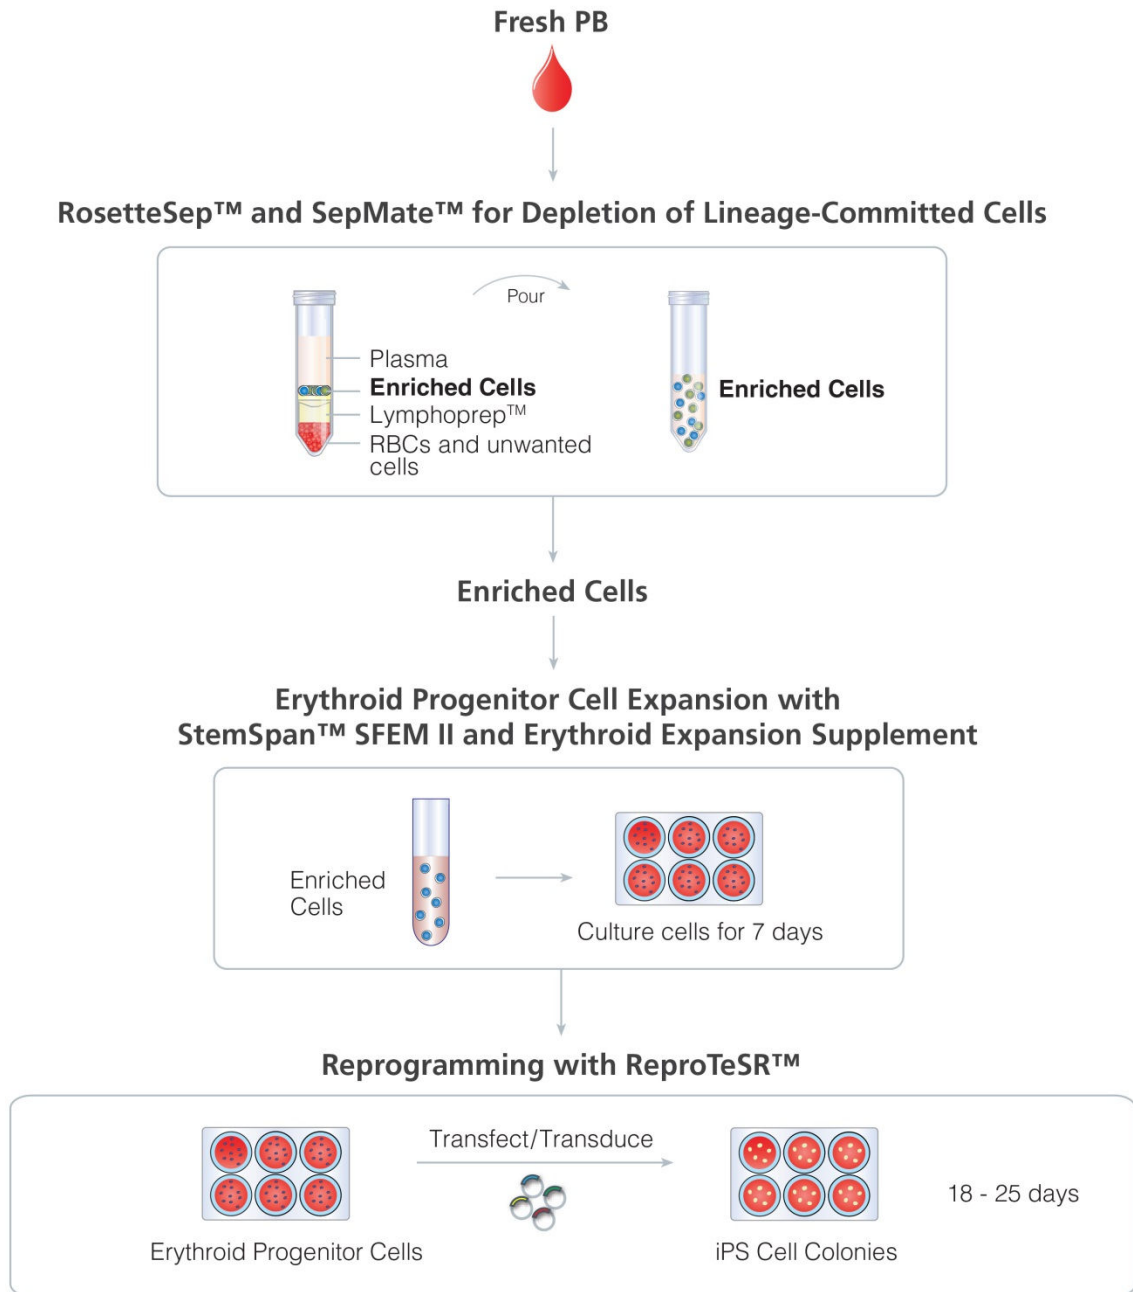 Fresh PB
RosetteSep™ and SepMate™ for Depletion of Lineage-Committed Cells
Pour
Plasma
Enriched Cells
Lymphoprep™
RBCs and unwanted
cells
Enriched Cells
Enriched Cells
Erythroid Progenitor Cell Expansion with
StemSpan™ SFEM II and Erythroid Expansion Supplement
Enriched
Cells
Culture cells for 7 days
Reprogramming with ReproTeSR™
Transfect/Transduce
18 - 25 days
Erythroid Progenitor Cells
iPS Cell Colonies